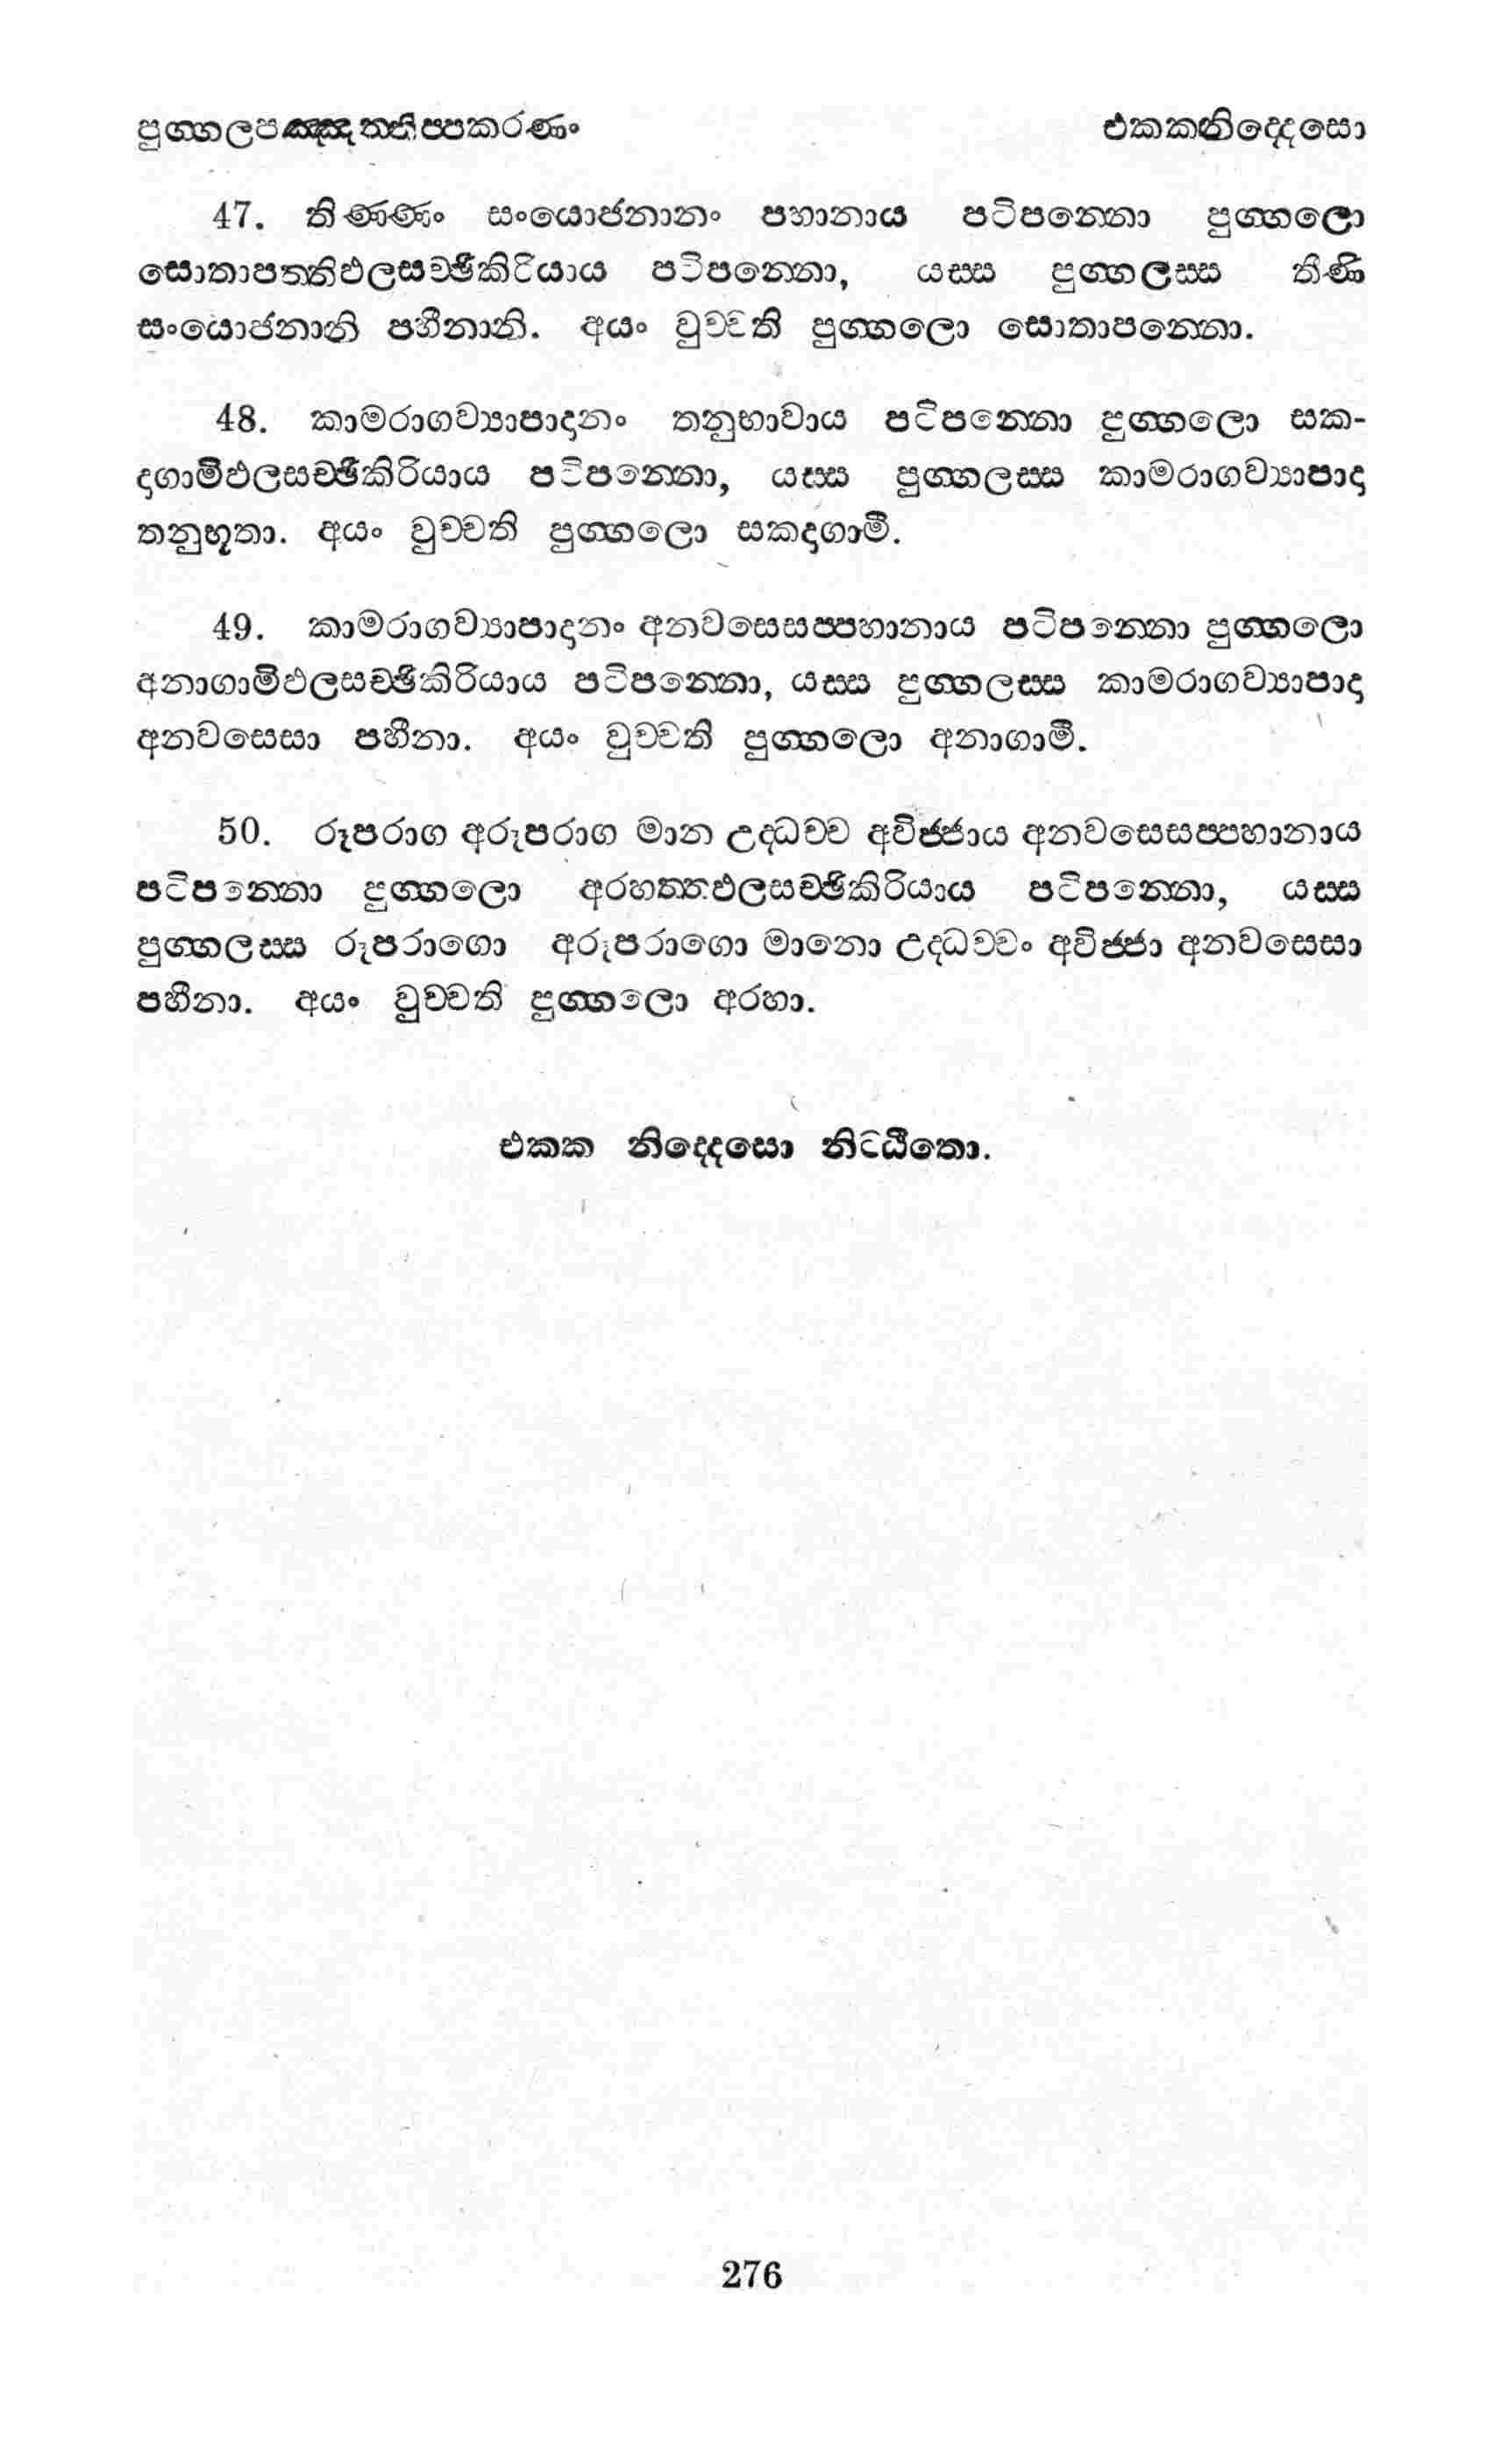 පුග්ගලපඤ්ඤත්තිප්පකරණං එකකනිද්දෙසො
47. තිණ්ණං සංයොජනානං පහානාය පටිපන්නො පුග්ගලො
සොතාපත්තිඵලසච්ඡිකිරියාය පටිපන්නො, යස්ස පුග්ගලස්ස තීණි
සංයොජනානි පහීනානි. අයං වුච්චති පුග්ගලො සොතාපන්නො.
48. කාමරාගව්‍යාපාදානං තනුභාවාය පටිපන්නො පුග්ගලො සක-
දාගාමිඵලසච්ඡිකිරියාය පටිපන්නො, යස්ස පුග්ගලස්ස කාමරාගව්‍යාපාදා
තනුභූතා. අයං වුච්චති පුග්ගලො සකදාගාමී.
49. කාමරාගව්‍යාපාදානං අනවසෙසප්පහානාය පටිපන්නො පුග්ගලො
අනාගාමිඵලසච්ඡිකිරියාය පටිපන්නො, යස්ස පුග්ගලස්ස කාමරාගව්‍යාපාදා
අනවසෙසා පහීනා. අයං වුච්චති පුග්ගලො අනාගාමී.
50. රූපරාග අරූපරාග මාන උද්ධච්ච අවිජ්ජාය අනවසෙසප්පහානාය
පටිපන්නො පුග්ගලො අරහත්තඵලසච්ඡිකිරියාය පටිපන්නො, යස්ස
පුග්ගලස්ස රූපරාගො අරූපරාගො මානො උද්ධච්චං අවිජ්ජා අනවසෙසා
පහීනා. අයං වුච්චති පුග්ගලො අරහා.
එකක නිද්දෙසො නිට්ඨිතො.
276